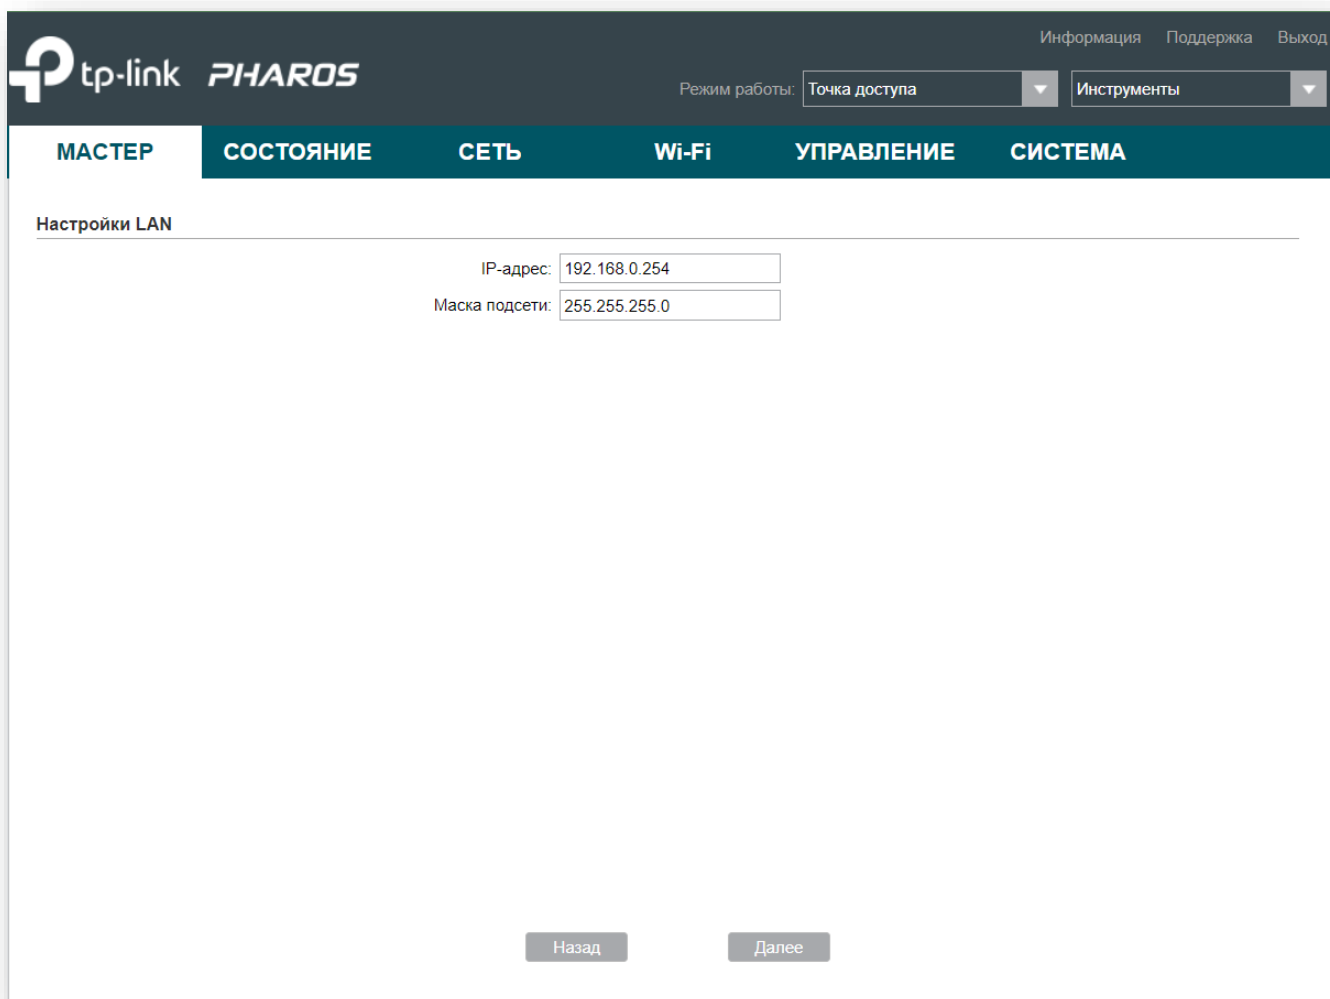 Информация Поддержка Выход
tp-link PHAROS
Режим работы: Точка доступа Инструменты
МАСТЕР СОСТОЯНИЕ СЕТЬ Wi-Fi УПРАВЛЕНИЕ СИСТЕМА
Настройки LAN
IP-адрес: 192.168.0.254
Маска подсети: 255.255.255.0
Назад Далее